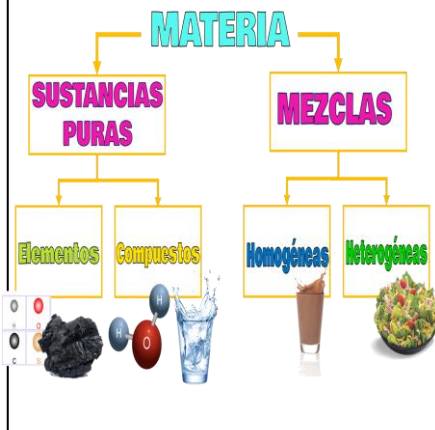 MATERIA
SUSTANCIAS
PURAS
MEZCLAS
Elementos
Compuestos
Homogéneas
Heterogéneas
H
H
O
C